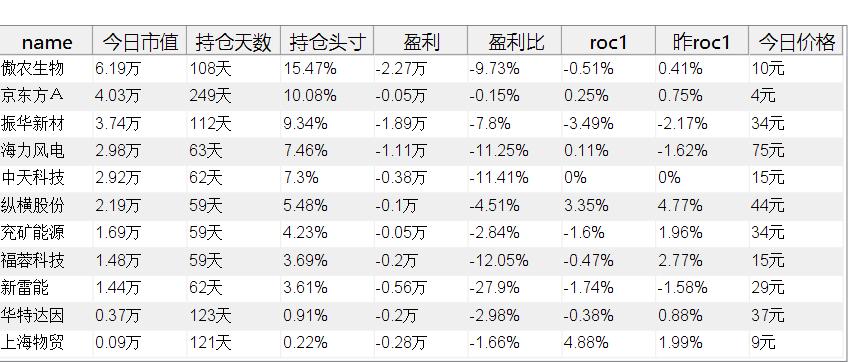 name 今日市值 持仓天数 持仓头寸 盈利 盈利比 roc1 昨roc1 今日价格
傲农生物 6.19万 108天 15.47% -2.27万 -9.73% -0.51% 0.41% 10元
京东方Ａ 4.03万 249天 10.08% -0.05万 -0.15% 0.25% 0.75% 4元
振华新材 3.74万 112天 9.34% -1.89万 -7.8% -3.49% -2.17% 34元
海力风电 2.98万 63天 7.46% -1.11万 -11.25% 0.11% -1.62% 75元
中天科技 2.92万 62天 7.3% -0.38万 -11.41% 0% 0% 15元
纵横股份 2.19万 59天 5.48% -0.1万 -4.51% 3.35% 4.77% 44元
兖矿能源 1.69万 59天 4.23% -0.05万 -2.84% -1.6% 1.96% 34元
福蓉科技 1.48万 59天 3.69% -0.2万 -12.05% -0.47% 2.77% 15元
新雷能 1.44万 62天 3.61% -0.56万 -27.9% -1.74% -1.58% 29元
华特达因 0.37万 123天 0.91% -0.2万 -2.98% -0.38% 0.88% 37元
上海物贸 0.09万 121天 0.22% -0.28万 -1.66% 4.88% 1.99% 9元